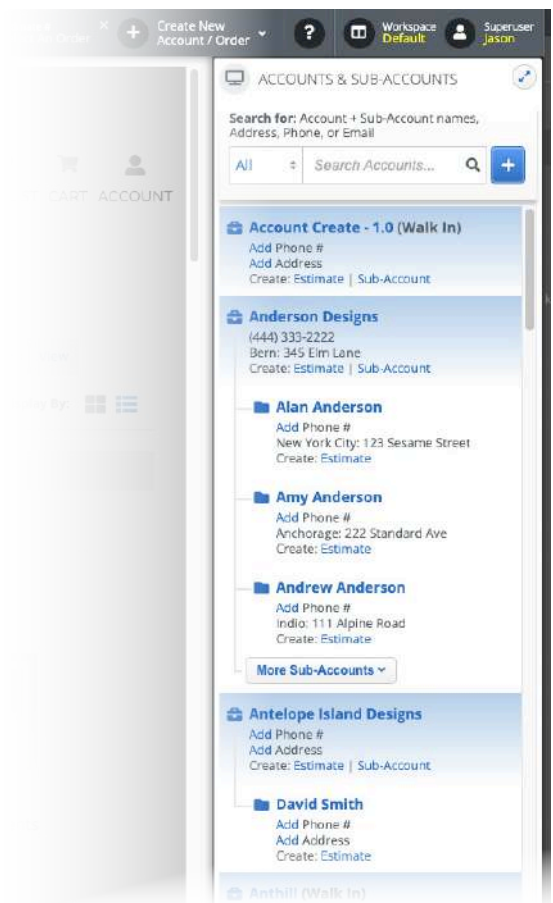 Create New
Account / Order
?
Workspace
Default
Superuser
Jason
CART ACCOUNT
ACCOUNTS & SUB-ACCOUNTS
Search for: Account + Sub-Account names,
Address, Phone, or Email
All
Search Accounts...
+
Account Create - 1.0 (Walk In)
Add Phone #
Add Address
Create: Estimate | Sub-Account
Anderson Designs
(444) 333-2222
Bern: 345 Elm Lane
Create: Estimate | Sub-Account
Alan Anderson
Add Phone #
New York City: 123 Sesame Street
Create: Estimate
Amy Anderson
Add Phone #
Anchorage: 222 Standard Ave
Create: Estimate
Andrew Anderson
Add Phone #
Indio: 111 Alpine Road
Create: Estimate
More Sub-Accounts
Antelope Island Designs
Add Phone #
Add Address
Create: Estimate | Sub-Account
David Smith
Add Phone #
Add Address
Create: Estimate
Anthill (Walk In)